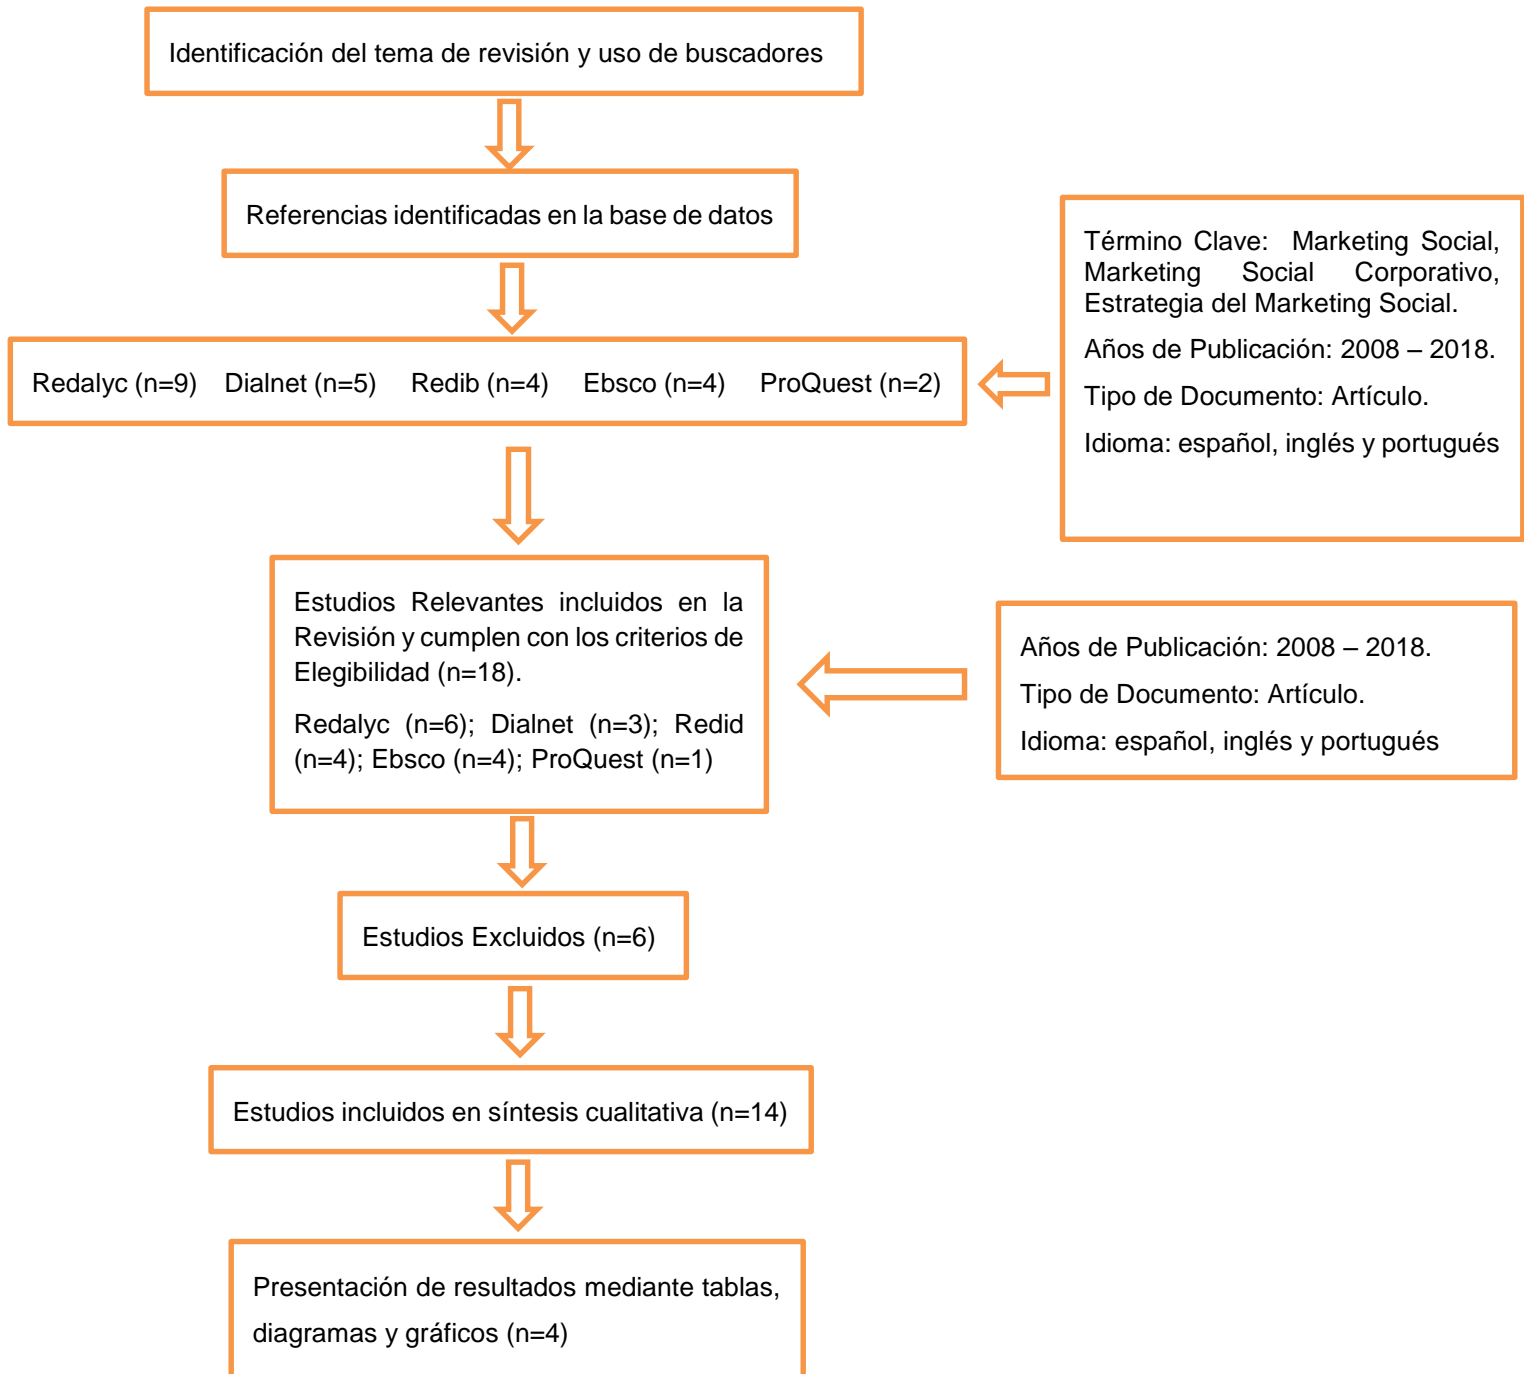 Identificación del tema de revisión y uso de buscadores
Referencias identificadas en la base de datos
Término Clave: Marketing Social,
Marketing Social Corporativo,
Estrategia del Marketing Social.
Años de Publicación: 2008 – 2018.
Tipo de Documento: Artículo.
Idioma: español, inglés y portugués
Redalyc (n=9) Dialnet (n=5) Redib (n=4) Ebsco (n=4) ProQuest (n=2)
Estudios Relevantes incluidos en la
Revisión y cumplen con los criterios de
Elegibilidad (n=18).
Redalyc (n=6); Dialnet (n=3); Redid
(n=4); Ebsco (n=4); ProQuest (n=1)
Años de Publicación: 2008 – 2018.
Tipo de Documento: Artículo.
Idioma: español, inglés y portugués
Estudios Excluidos (n=6)
Estudios incluidos en síntesis cualitativa (n=14)
Presentación de resultados mediante tablas,
diagramas y gráficos (n=4)